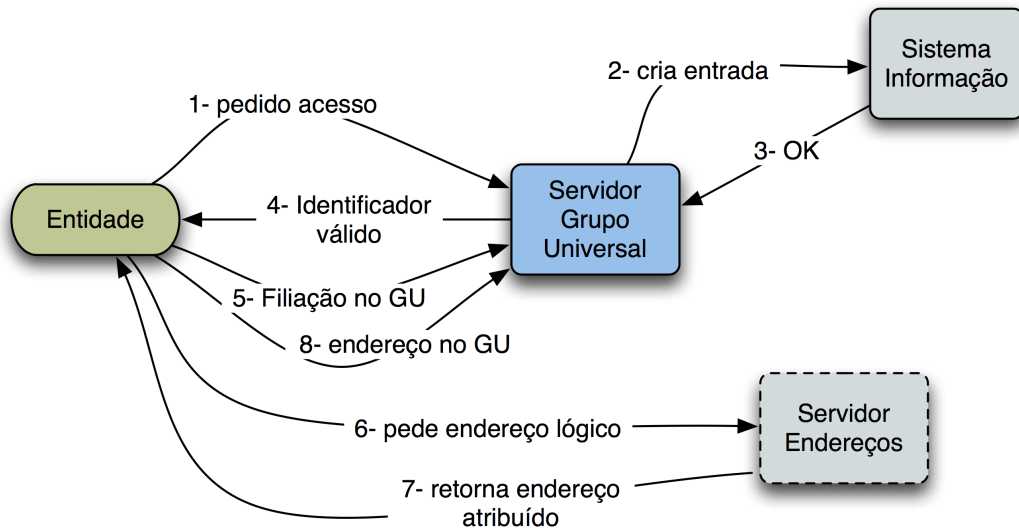 Sistema
Informação
2- cria entrada
1- pedido acesso
3- OK
Servidor
Grupo
Universal
Entidade
4- Identificador
válido
5- Filiação no GU
8- endereço no GU
6- pede endereço lógico
Servidor
Endereços
7- retorna endereço
atribuído